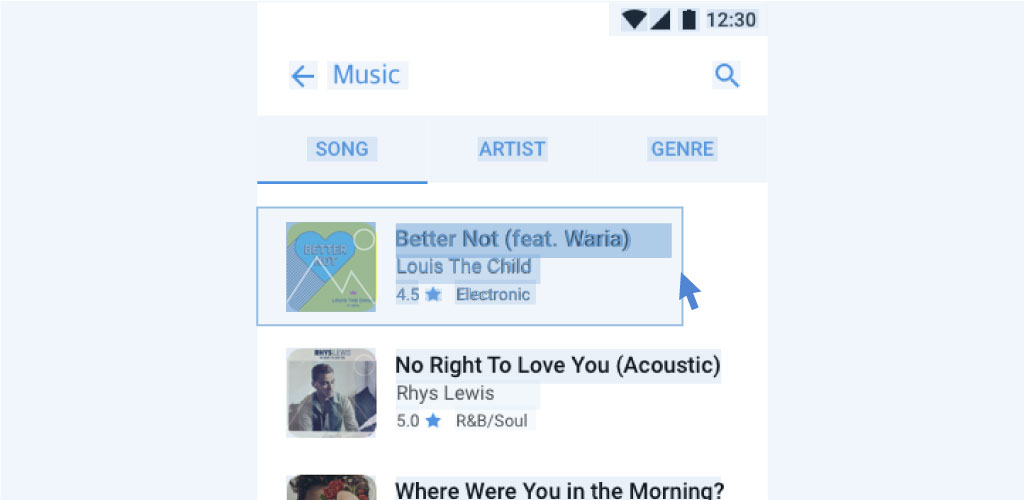 12:30
Music
SONG ARTIST GENRE
BETTER
NOT
LOUIS THE CHILD
Better Not (feat. Waria)
Louis The Child
4.5 Electronic
RHYS LEWIS
No Right To Love You (Acoustic)
Rhys Lewis
5.0 R&B/Soul
Where Were You in the Morning?